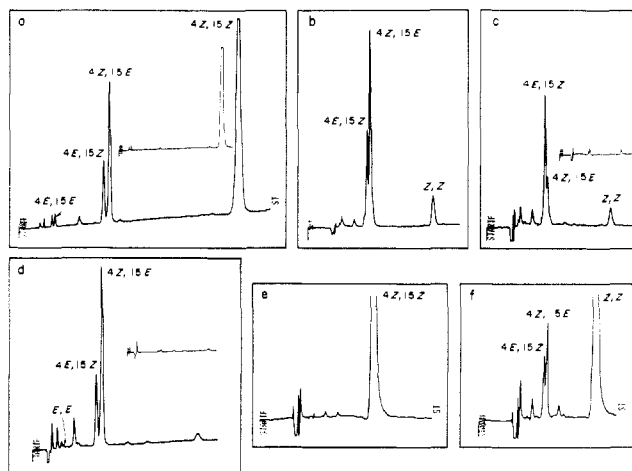 a
4Z, 15Z
4Z, 15E
4E, 15Z
4E, 15E
ST
b
4Z, 15E
4E, 15Z
Z, Z
c
4E, 15Z
4Z, 15E
Z, Z
d
4Z, 15E
4E, 15Z
E, E
e
4Z, 15Z
ST
f
Z, Z
4Z, 15E
4E, 15Z
ST